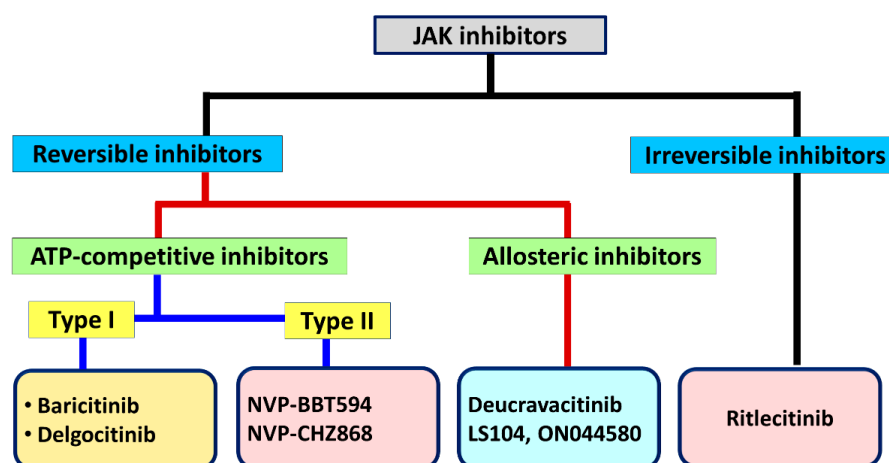 JAK inhibitors
Reversible inhibitors
Irreversible inhibitors
ATP-competitive inhibitors
Allosteric inhibitors
Type I
Type II
• Baricitinib
• Delgocitinib
NVP-BBT594
NVP-CHZ868
Deucravacitinib
LS104, ON044580
Ritlecitinib